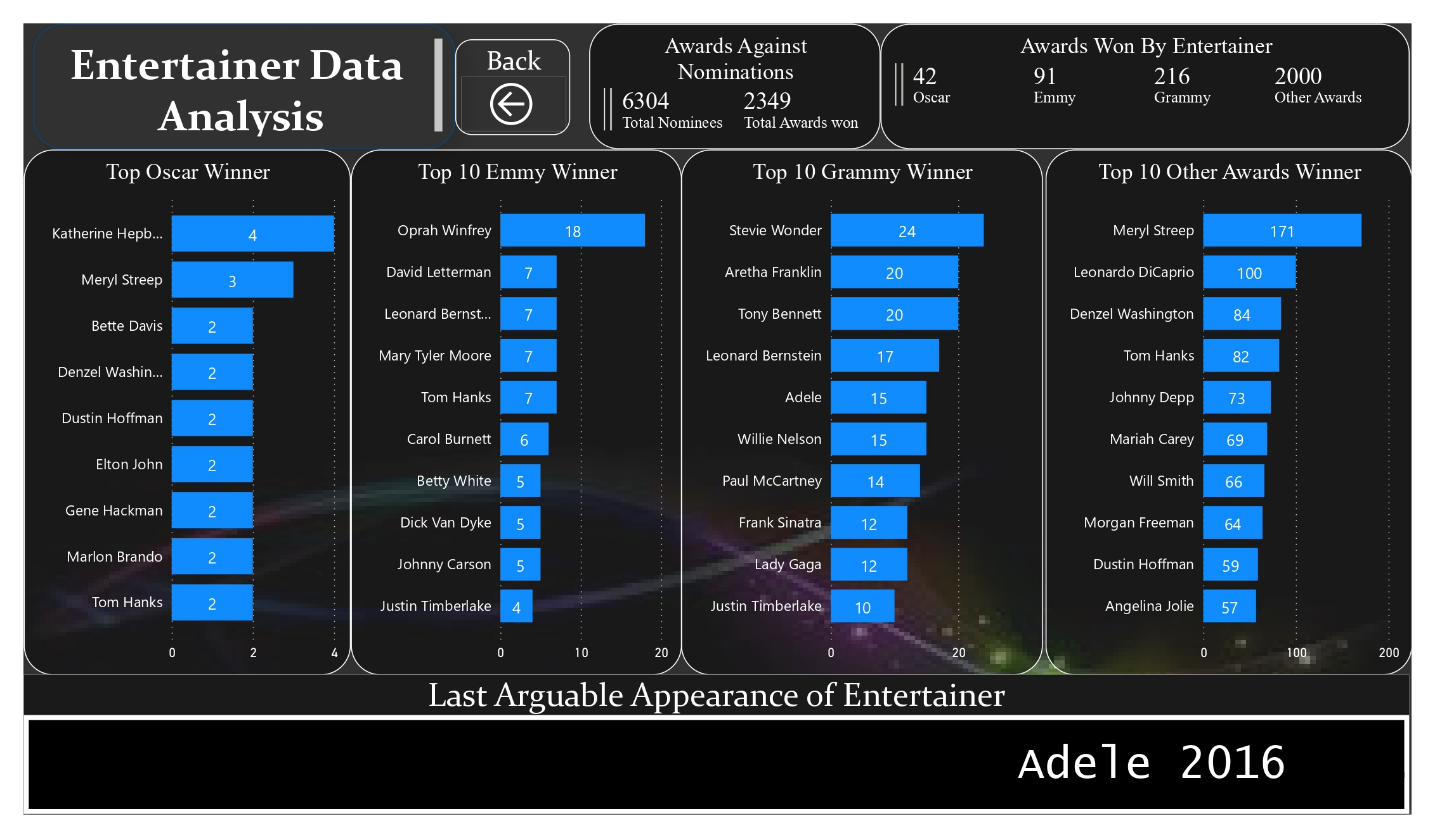 Entertainer Data
Analysis
Back
Awards Against
Nominations
6304
Total Nominees
2349
Total Awards won
Awards Won By Entertainer
42
Oscar
91
Emmy
216
Grammy
2000
Other Awards
Top Oscar Winner
Katherine Hepb... 4
Meryl Streep 3
Bette Davis 2
Denzel Washin... 2
Dustin Hoffman 2
Elton John 2
Gene Hackman 2
Marlon Brando 2
Tom Hanks 2
0 2 4
Top 10 Emmy Winner
Oprah Winfrey 18
David Letterman 7
Leonard Bernst... 7
Mary Tyler Moore 7
Tom Hanks 7
Carol Burnett 6
Betty White 5
Dick Van Dyke 5
Johnny Carson 5
Justin Timberlake 4
0 10 20
Top 10 Grammy Winner
Stevie Wonder 24
Aretha Franklin 20
Tony Bennett 20
Leonard Bernstein 17
Adele 15
Willie Nelson 15
Paul McCartney 14
Frank Sinatra 12
Lady Gaga 12
Justin Timberlake 10
0 20
Top 10 Other Awards Winner
Meryl Streep 171
Leonardo DiCaprio 100
Denzel Washington 84
Tom Hanks 82
Johnny Depp 73
Mariah Carey 69
Will Smith 66
Morgan Freeman 64
Dustin Hoffman 59
Angelina Jolie 57
0 100 200
Last Arguable Appearance of Entertainer
Adele 2016